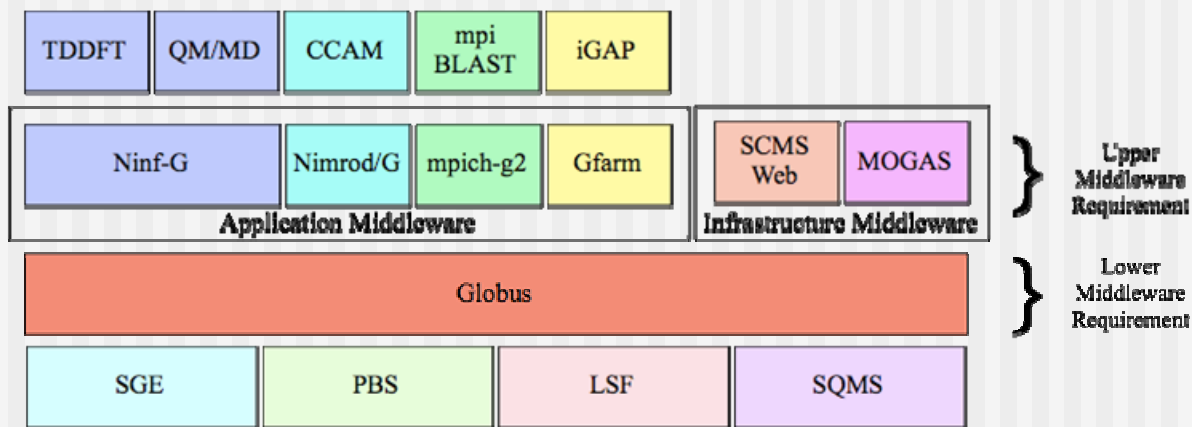 TDDFT
QM/MD
CCAM
mpi
BLAST
iGAP
Ninf-G
Nimrod/G
mpich-g2
Gfarm
Application Middleware
SCMS
Web
MOGAS
Infrastructure Middleware
Upper
Middleware
Requirement
Globus
Lower
Middleware
Requirement
SGE
PBS
LSF
SQMS